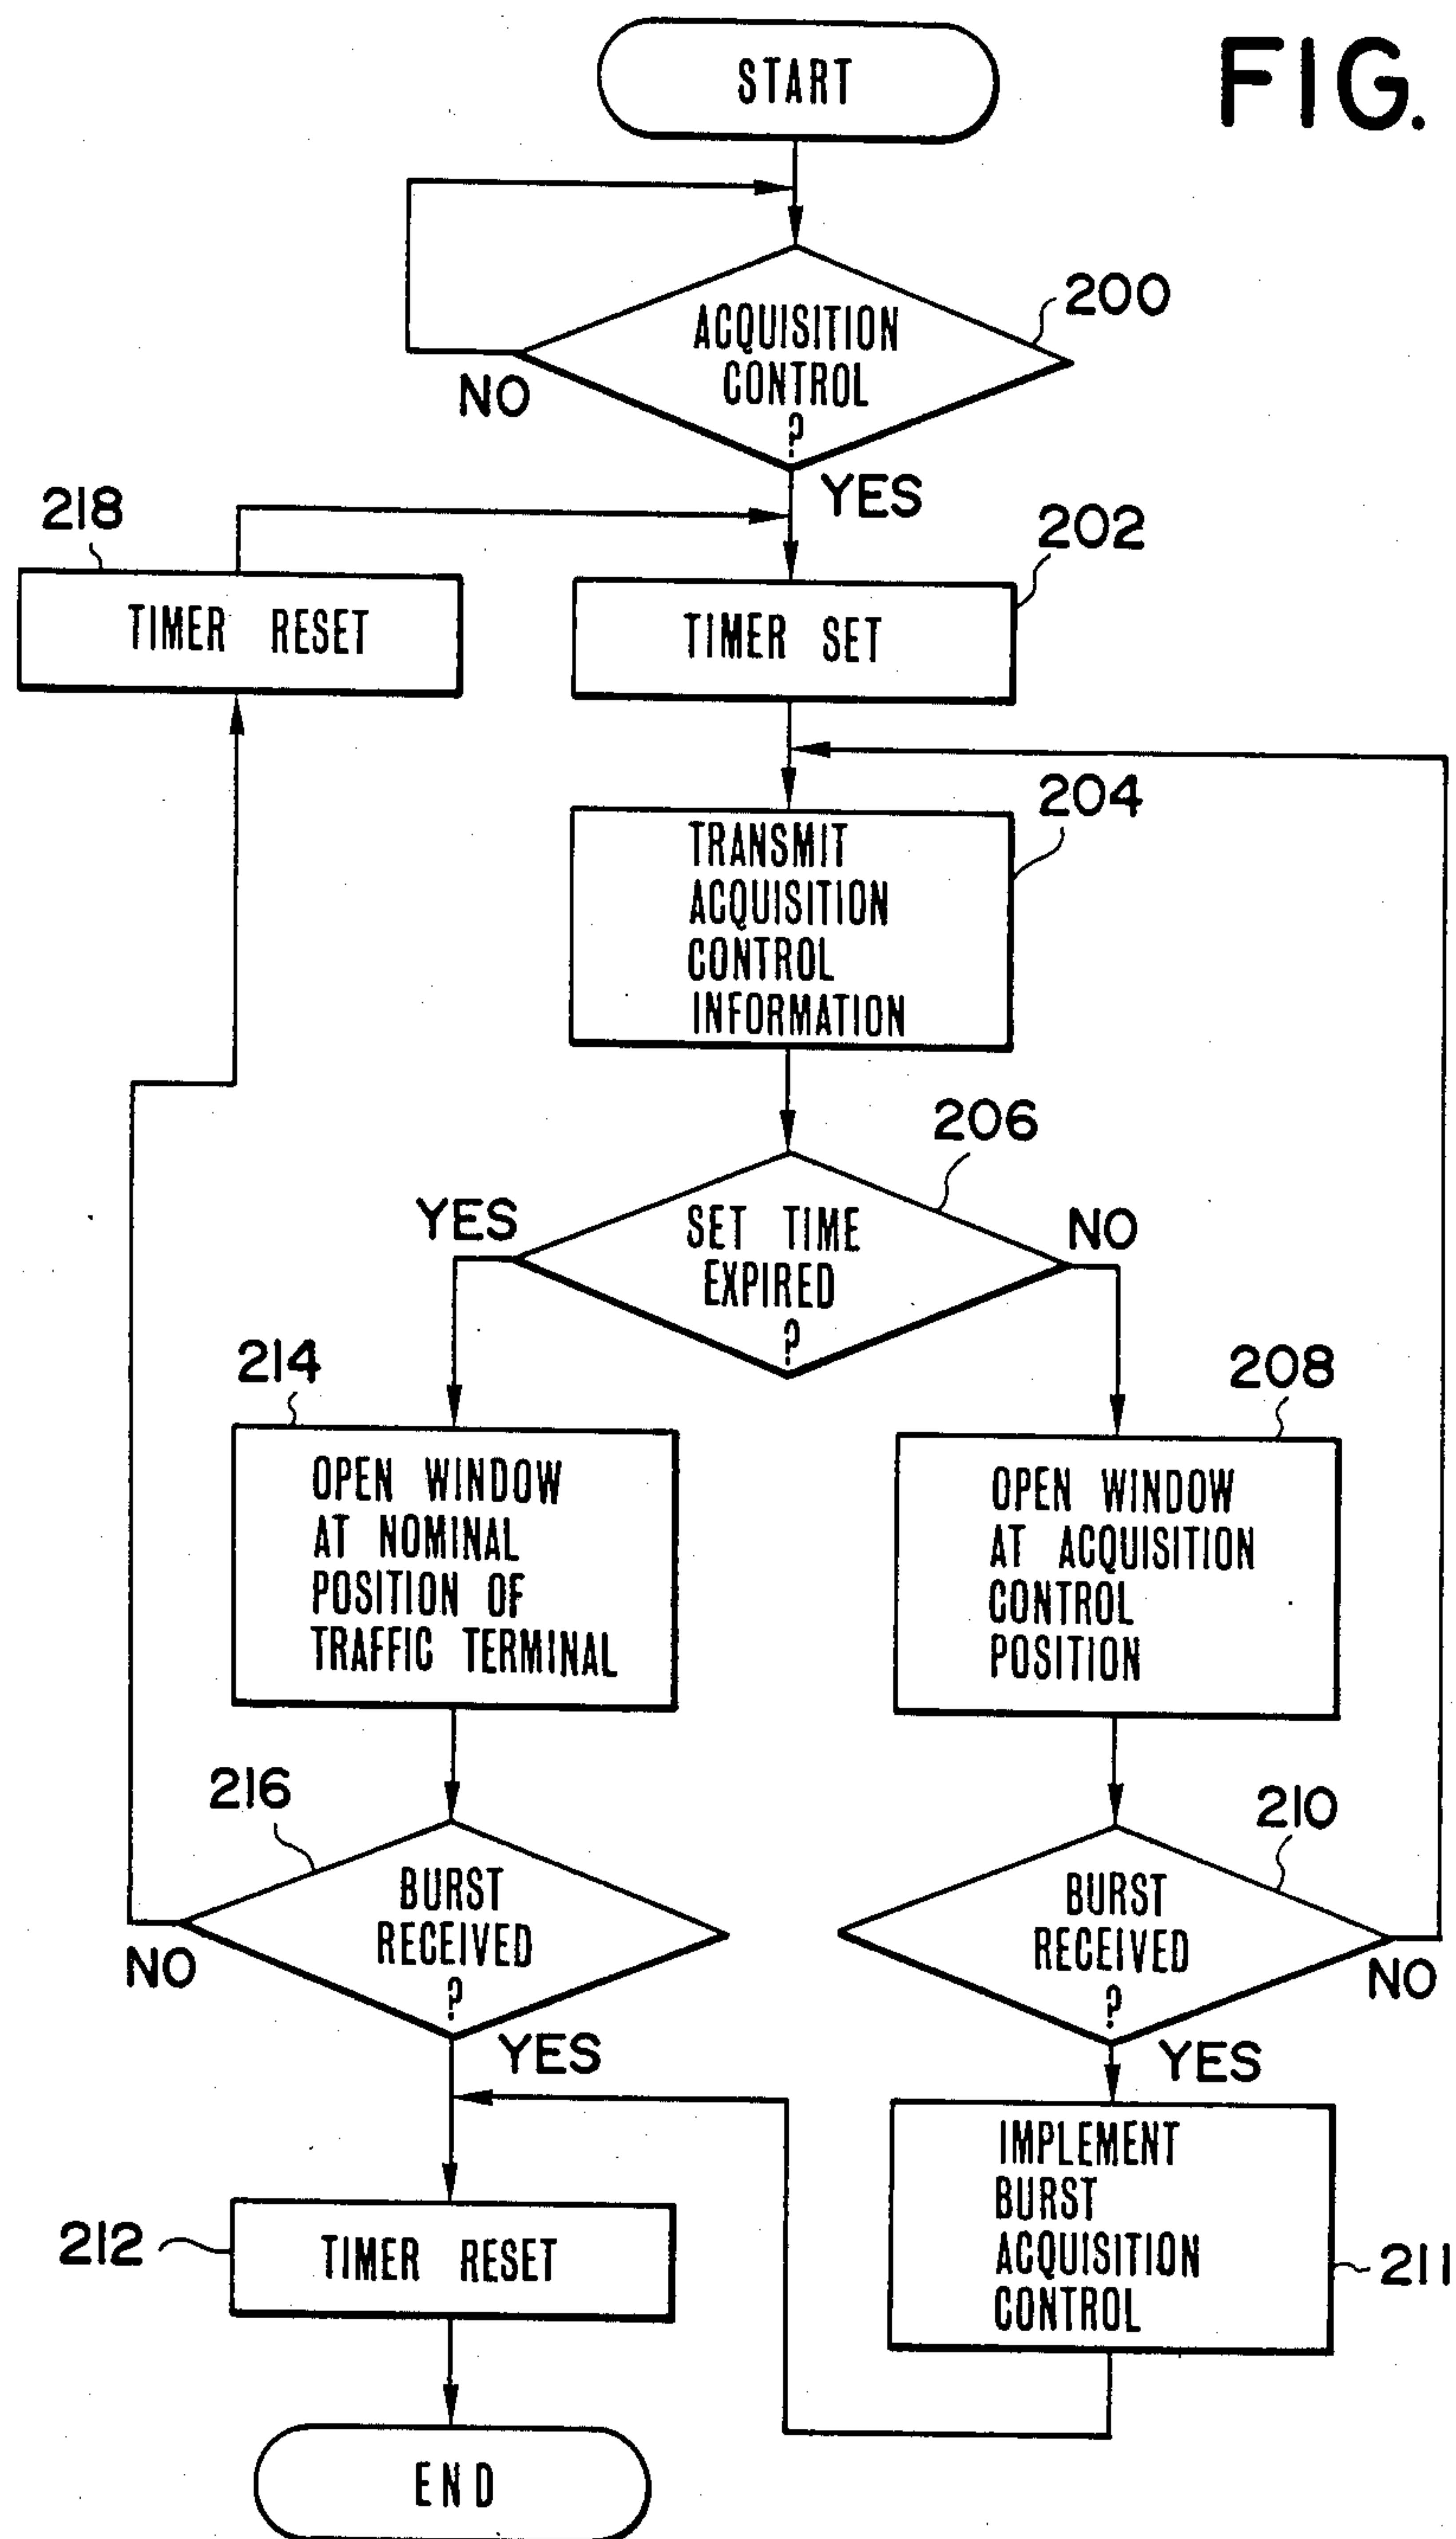 START
FIG.
200
ACQUISITION
CONTROL
?
NO
YES
218
202
TIMER RESET
TIMER SET
204
TRANSMIT
ACQUISITION
CONTROL
INFORMATION
206
YES
NO
SET TIME
EXPIRED
?
214
208
OPEN WINDOW
AT NOMINAL
POSITION OF
TRAFFIC TERMINAL
OPEN WINDOW
AT ACQUISITION
CONTROL
POSITION
216
210
BURST
RECEIVED
?
NO
YES
BURST
RECEIVED
?
NO
YES
212
TIMER RESET
IMPLEMENT
BURST
ACQUISITION
CONTROL
211
END